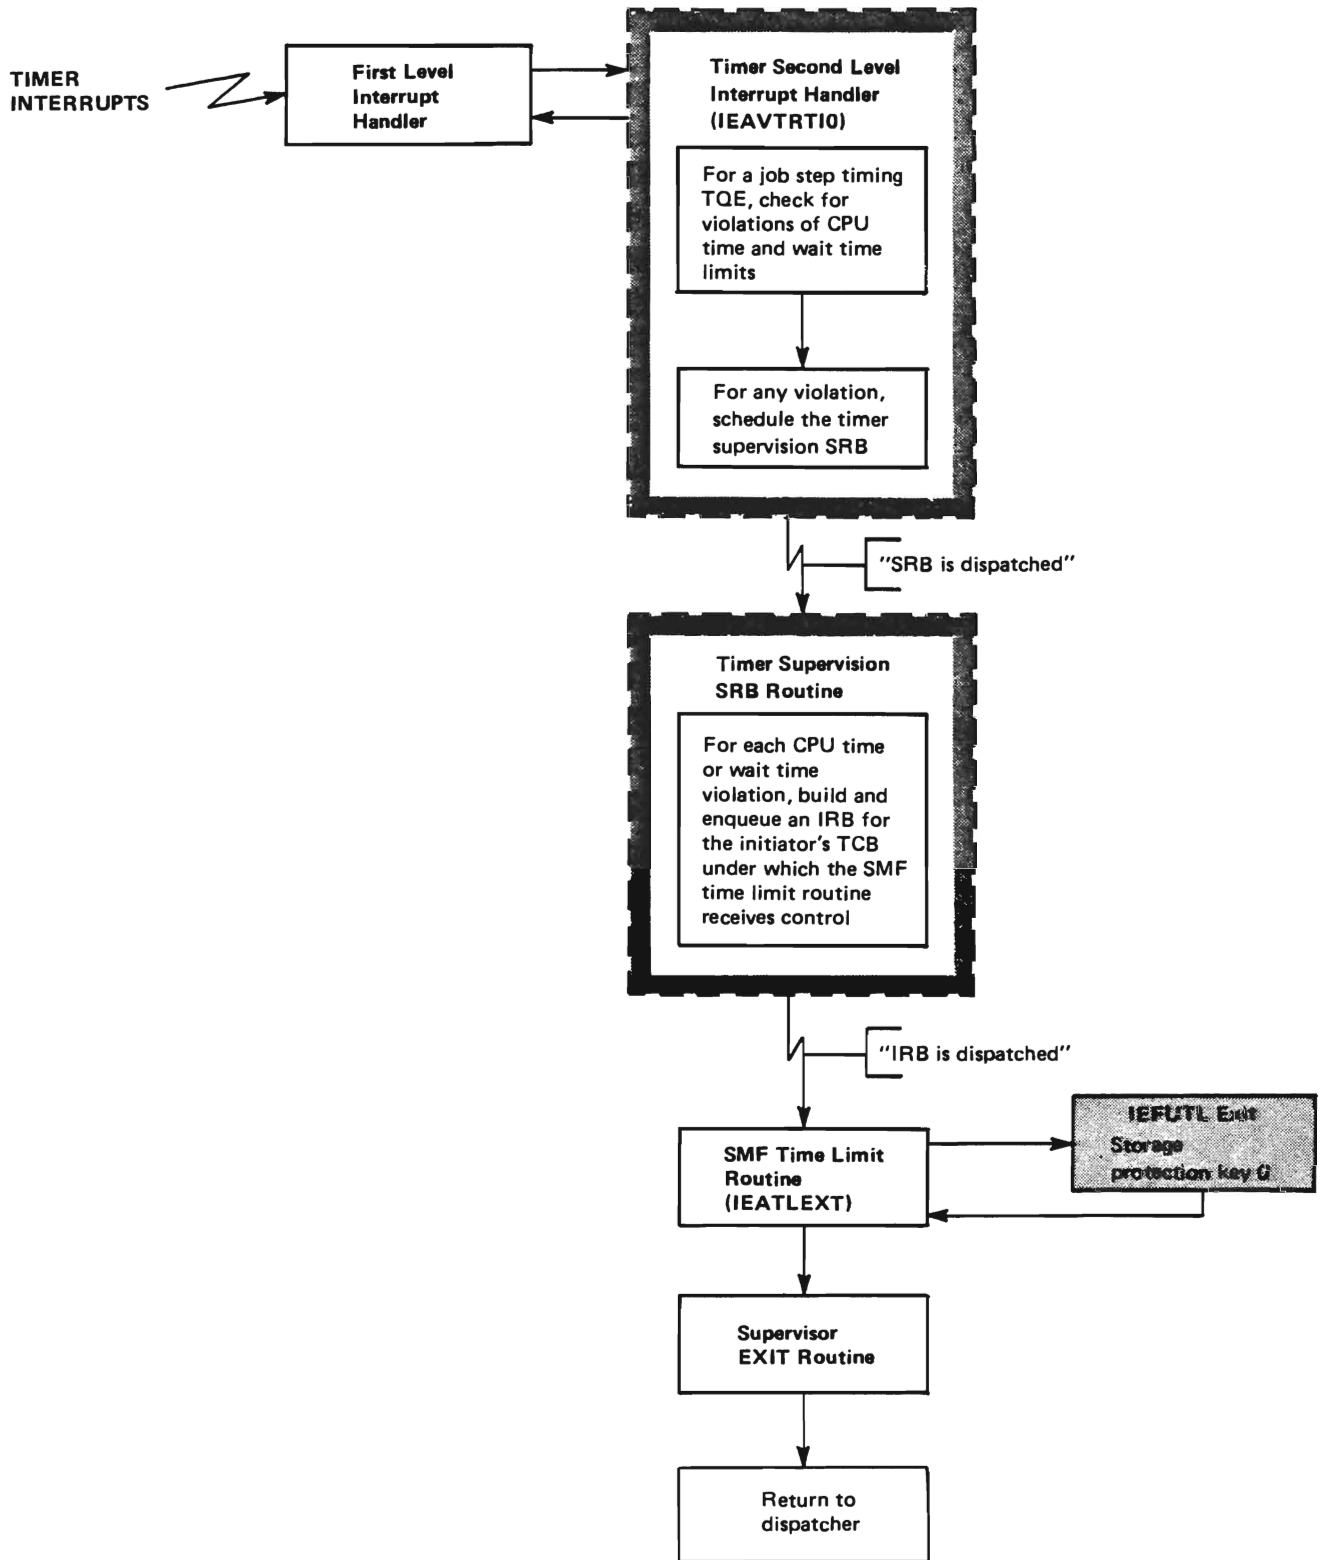 TIMER
INTERRUPTS
First Level
Interrupt
Handler
Timer Second Level
Interrupt Handler
(IEAVTRTI0)
For a job step timing
TQE, check for
violations of CPU
time and wait time
limits
For any violation,
schedule the timer
supervision SRB
"SRB is dispatched"
Timer Supervision
SRB Routine
For each CPU time
or wait time
violation, build and
enqueue an IRB for
the initiator's TCB
under which the SMF
time limit routine
receives control
"IRB is dispatched"
IEFUTL Exit
Storage
protection key 0
SMF Time Limit
Routine
(IEATLEXT)
Supervisor
EXIT Routine
Return to
dispatcher